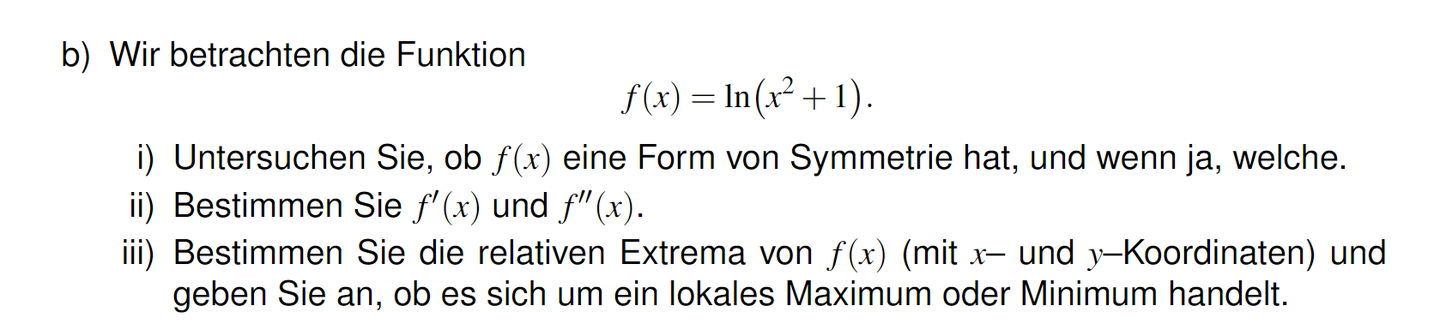 b) Wir betrachten die Funktion
f(x) = ln(x² + 1).
i) Untersuchen Sie, ob f(x) eine Form von Symmetrie hat, und wenn ja, welche.
ii) Bestimmen Sie f′(x) und f′′(x).
iii) Bestimmen Sie die relativen Extrema von f(x) (mit x– und y–Koordinaten) und
geben Sie an, ob es sich um ein lokales Maximum oder Minimum handelt.